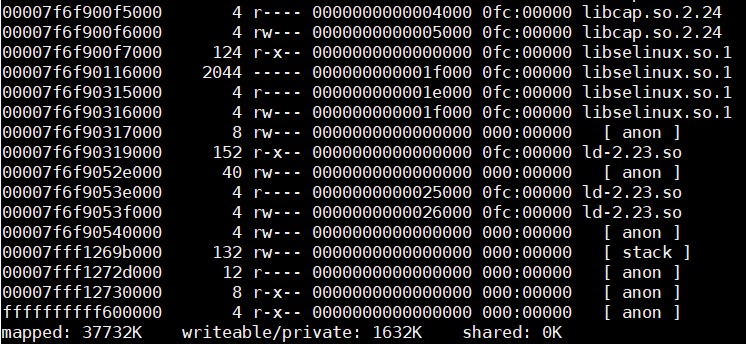 00007f6f900f5000 4 r---- 0000000000004000 0fc:00000 libcap.so.2.24
00007f6f900f6000 4 rw--- 0000000000005000 0fc:00000 libcap.so.2.24
00007f6f900f7000 124 r-x-- 0000000000000000 0fc:00000 libselinux.so.1
00007f6f90116000 2044 ----- 000000000001f000 0fc:00000 libselinux.so.1
00007f6f90315000 4 r---- 000000000001e000 0fc:00000 libselinux.so.1
00007f6f90316000 4 rw--- 000000000001f000 0fc:00000 libselinux.so.1
00007f6f90317000 8 rw--- 0000000000000000 000:00000 [ anon ]
00007f6f90319000 152 r-x-- 0000000000000000 0fc:00000 ld-2.23.so
00007f6f9052e000 40 rw--- 0000000000000000 000:00000 [ anon ]
00007f6f9053e000 4 r---- 0000000000025000 0fc:00000 ld-2.23.so
00007f6f9053f000 4 rw--- 0000000000026000 0fc:00000 ld-2.23.so
00007f6f90540000 4 rw--- 0000000000000000 000:00000 [ anon ]
00007fff1269b000 132 rw--- 0000000000000000 000:00000 [ stack ]
00007fff1272d000 12 r---- 0000000000000000 000:00000 [ anon ]
00007fff12730000 8 r-x-- 0000000000000000 000:00000 [ anon ]
ffffffffff600000 4 r-x-- 0000000000000000 000:00000 [ anon ]
mapped: 37732K writeable/private: 1632K shared: 0K